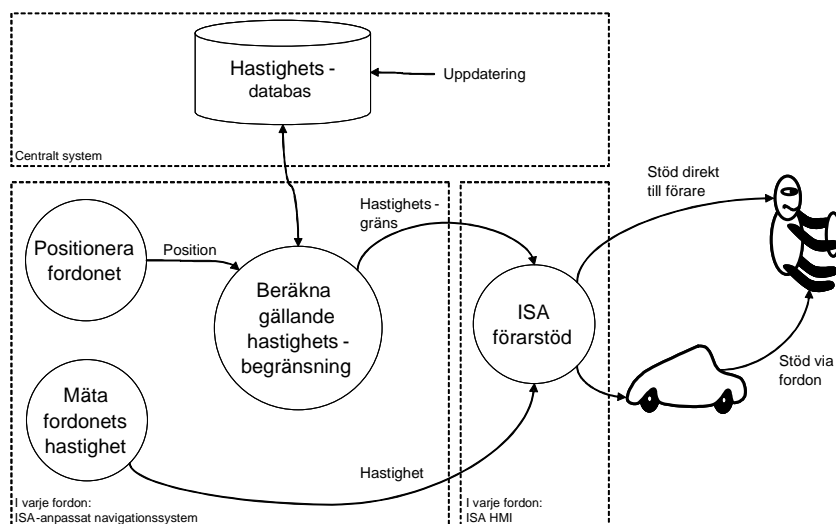 Hastighets -
databas
Uppdatering
Centralt system
Stöd direkt
till förare
Hastighets -
gräns
Positionera
fordonet
Position
Beräkna
gällande
hastighets -
begränsning
ISA
förarstöd
Stöd via
fordon
Mäta
fordonets
hastighet
Hastighet
I varje fordon:
ISA-anpassat navigationssystem
I varje fordon:
ISA HMI